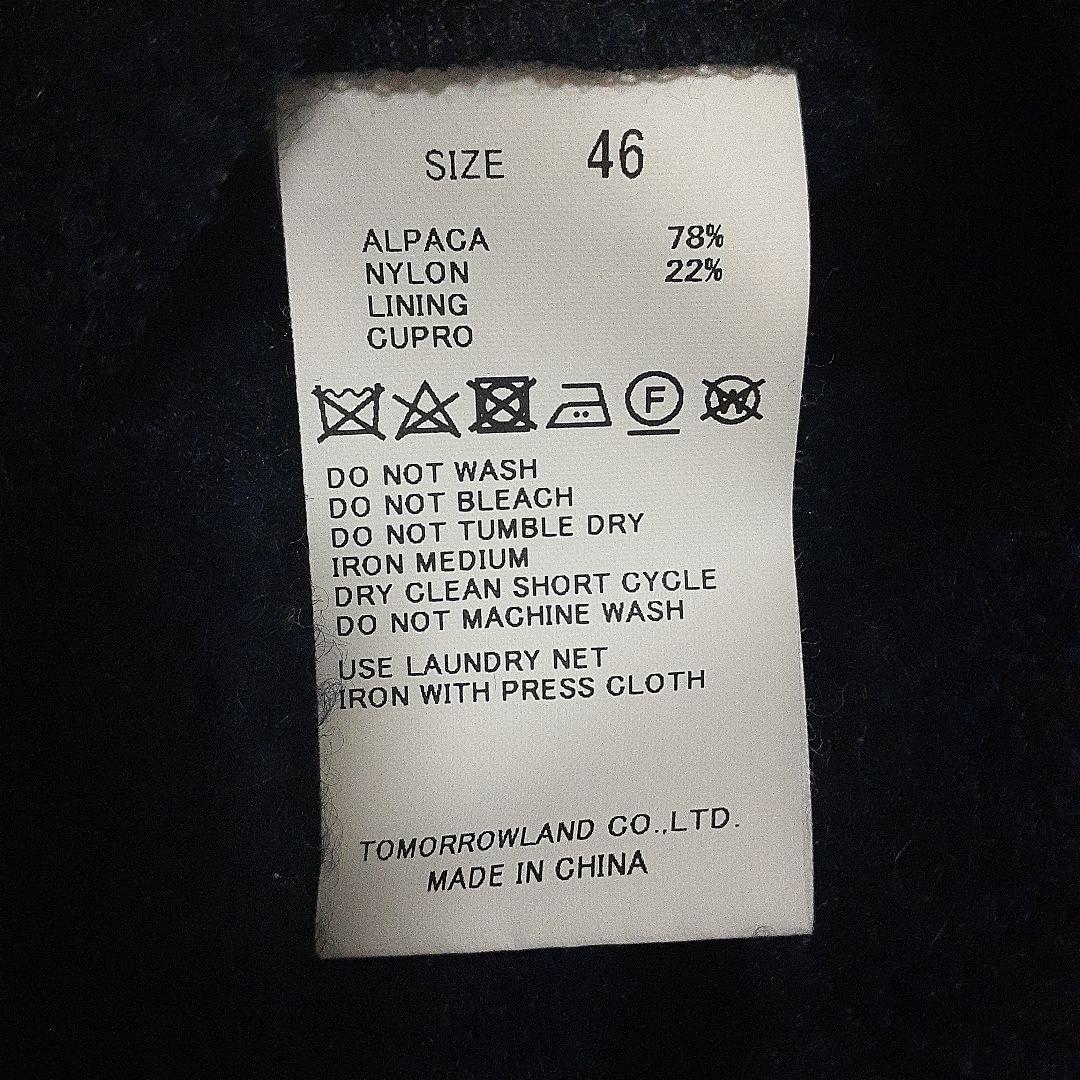 SIZE 46
ALPACA 78%
NYLON 22%
LINING
CUPRO
F W
DO NOT WASH
DO NOT BLEACH
DO NOT TUMBLE DRY
IRON MEDIUM
DRY CLEAN SHORT CYCLE
DO NOT MACHINE WASH
USE LAUNDRY NET
IRON WITH PRESS CLOTH
TOMORROWLAND CO.,LTD.
MADE IN CHINA